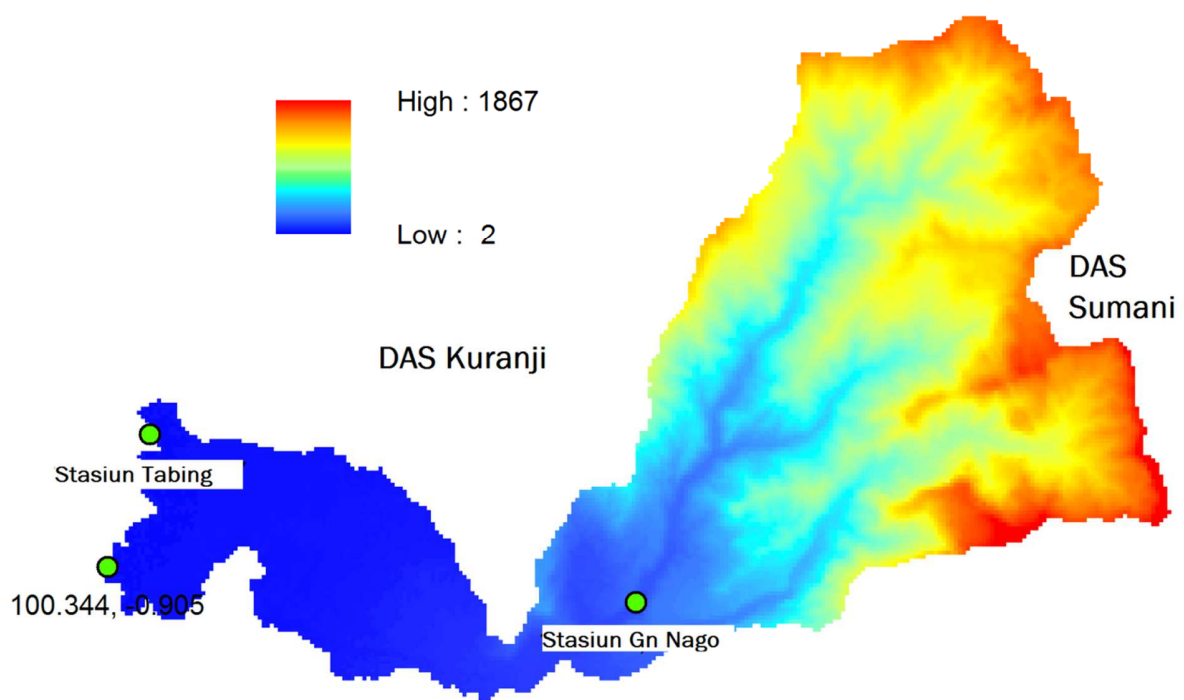 High : 1867
Low : 2
DAS
Sumani
DAS Kuranji
Stasiun Tabing
100.344, -0.905
Stasiun Gn Nago